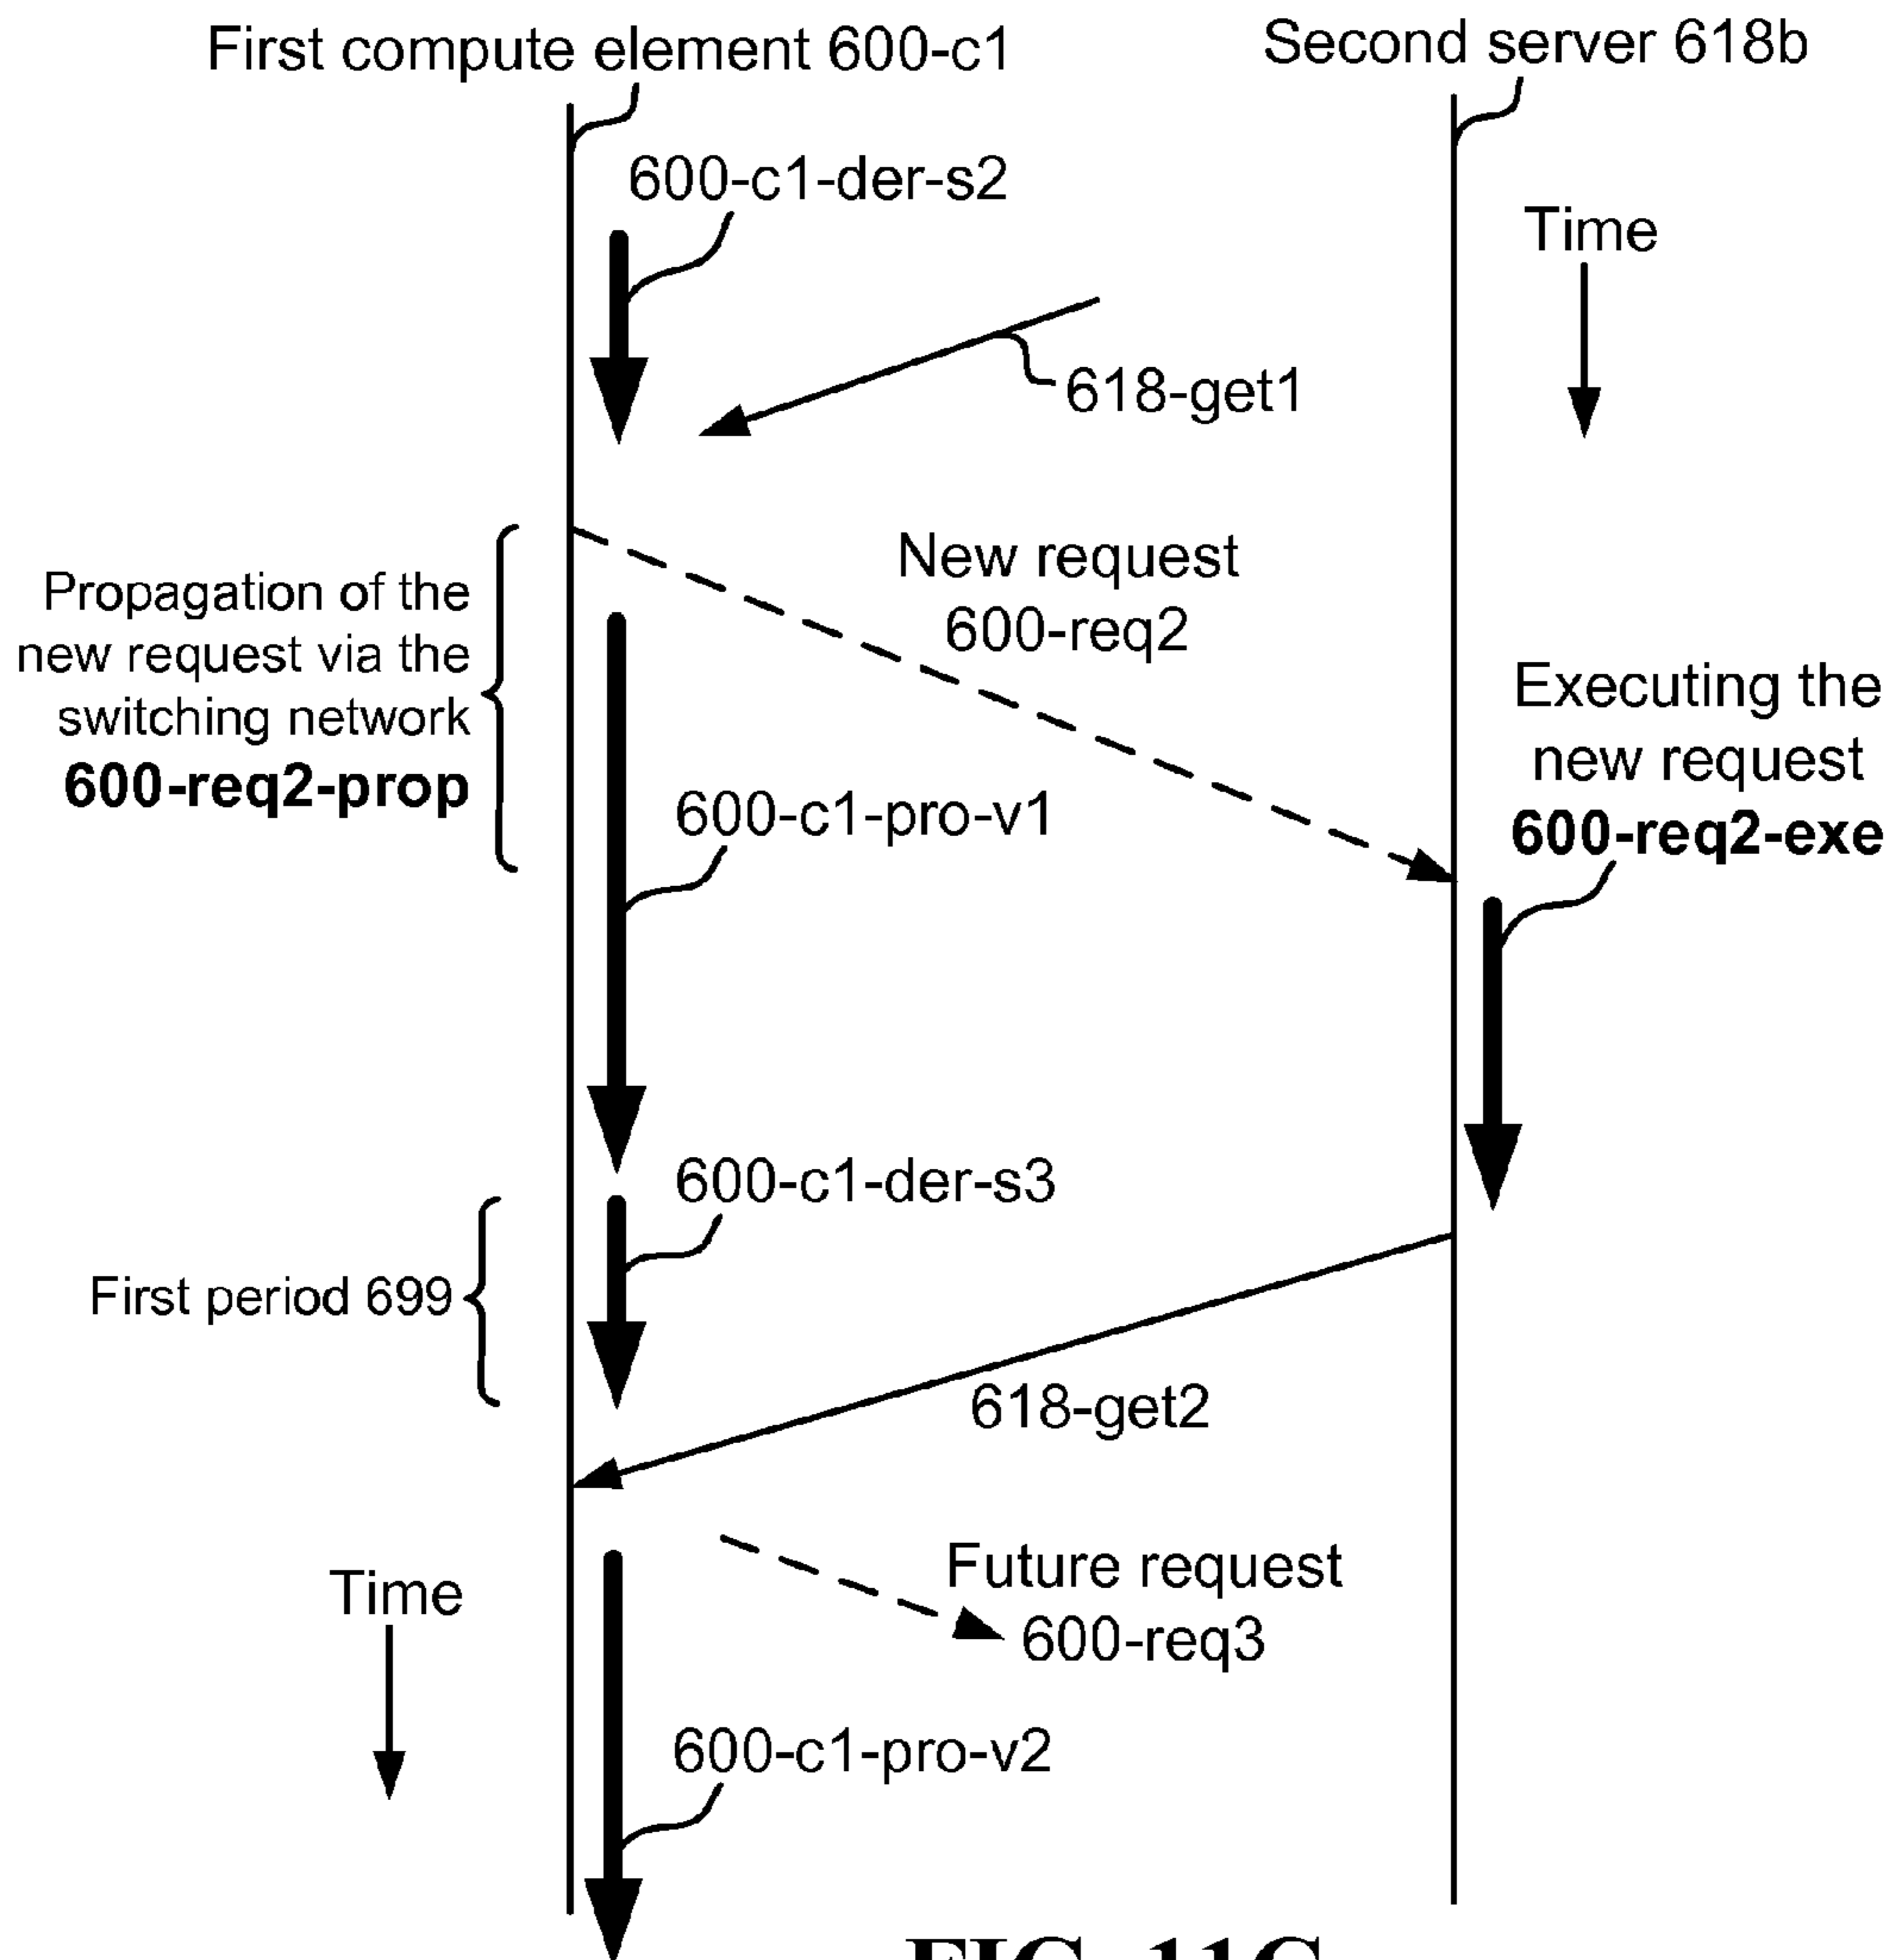 First compute element 600-c1
Second server 618b
600-c1-der-s2
Time
618-get1
New request
600-req2
Propagation of the
new request via the
switching network
600-req2-prop
Executing the
new request
600-req2-exe
600-c1-pro-v1
600-c1-der-s3
First period 699
618-get2
Future request
600-req3
Time
600-c1-pro-v2
FIG. 11C